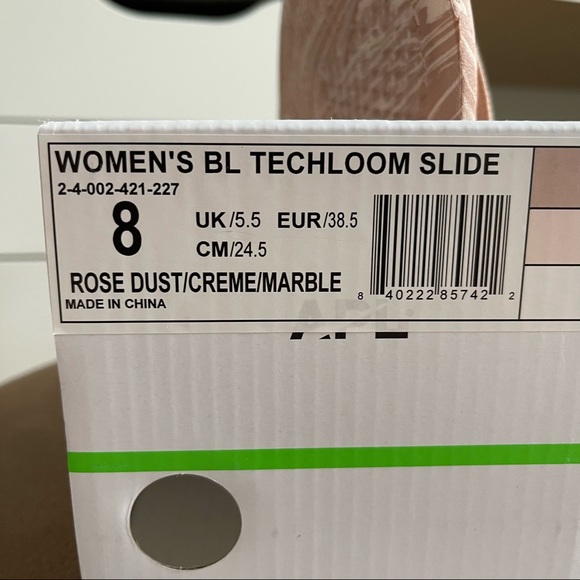 WOMEN'S BL TECHLOOM SLIDE
2-4-002-421-227
8
UK/5.5 EUR/38.5
CM/24.5
ROSE DUST/CREME/MARBLE
MADE IN CHINA
8 40222 85742 2